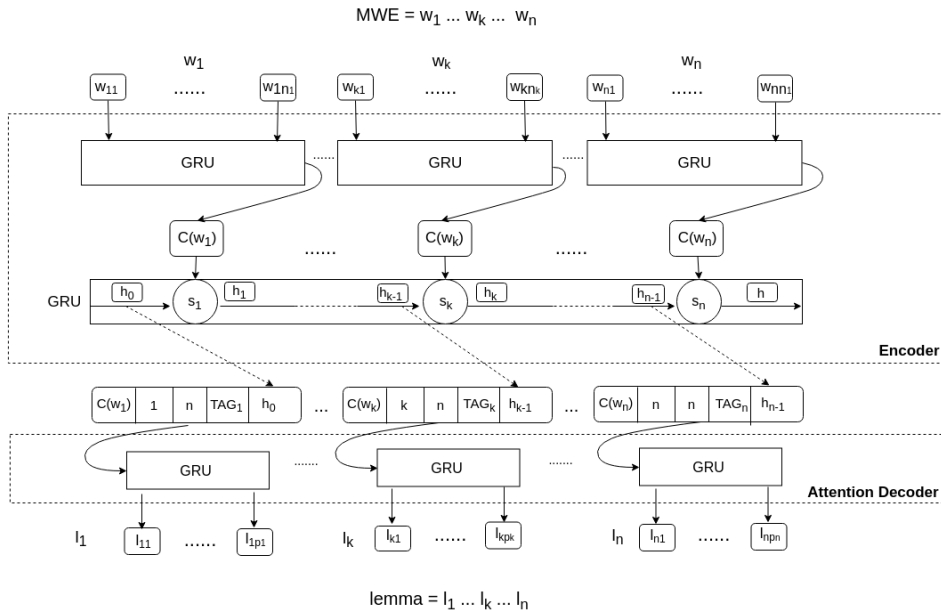 MWE = w1 ... wk ... wn
w1 wk wn
w11 ...... w1n1 wk1 ...... wknk wn1 ...... wnn1
GRU ...... GRU ...... GRU
C(w1) ...... C(wk) ...... C(wn)
GRU h0 s1 h1 hk-1 sk hk hn-1 sn h
Encoder
C(w1) 1 n TAG1 h0 ... C(wk) k n TAGk hk-1 ... C(wn) n n TAGn hn-1
GRU ....... GRU ....... GRU
Attention Decoder
l1 l11 ...... l1p1 lk lk1 ...... lkpk ln ln1 ...... lnpn
lemma = l1 ... lk ... ln